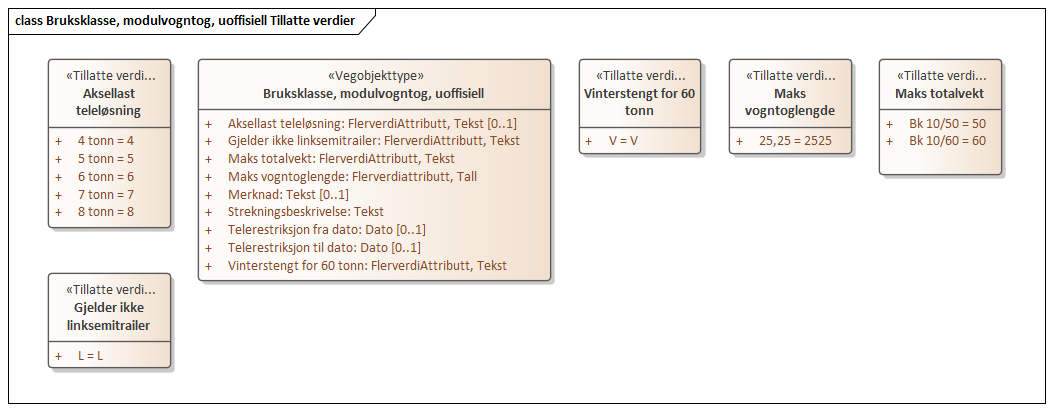 class Bruksklasse, modulvogntog, uoffisiell Tillatte verdier
«Tillatte verdi...
Aksellast
teleløsning
+ 4 tonn = 4
+ 5 tonn = 5
+ 6 tonn = 6
+ 7 tonn = 7
+ 8 tonn = 8
«Vegobjekttype»
Bruksklasse, modulvogntog, uoffisiell
+ Aksellast teleløsning: FlerverdiAttributt, Tekst [0..1]
+ Gjelder ikke linksemitrailer: FlerverdiAttributt, Tekst
+ Maks totalvekt: FlerverdiAttributt, Tekst
+ Maks vogntoglengde: Flerverdiattributt, Tall
+ Merknad: Tekst [0..1]
+ Strekningsbeskrivelse: Tekst
+ Telerestriksjon fra dato: Dato [0..1]
+ Telerestriksjon til dato: Dato [0..1]
+ Vinterstengt for 60 tonn: FlerverdiAttributt, Tekst
«Tillatte verdi...
Vinterstengt for 60
tonn
+ V = V
«Tillatte verdi...
Maks
vogntoglengde
+ 25,25 = 2525
«Tillatte verdi...
Maks totalvekt
+ Bk 10/50 = 50
+ Bk 10/60 = 60
«Tillatte verdi...
Gjelder ikke
linksemitrailer
+ L = L